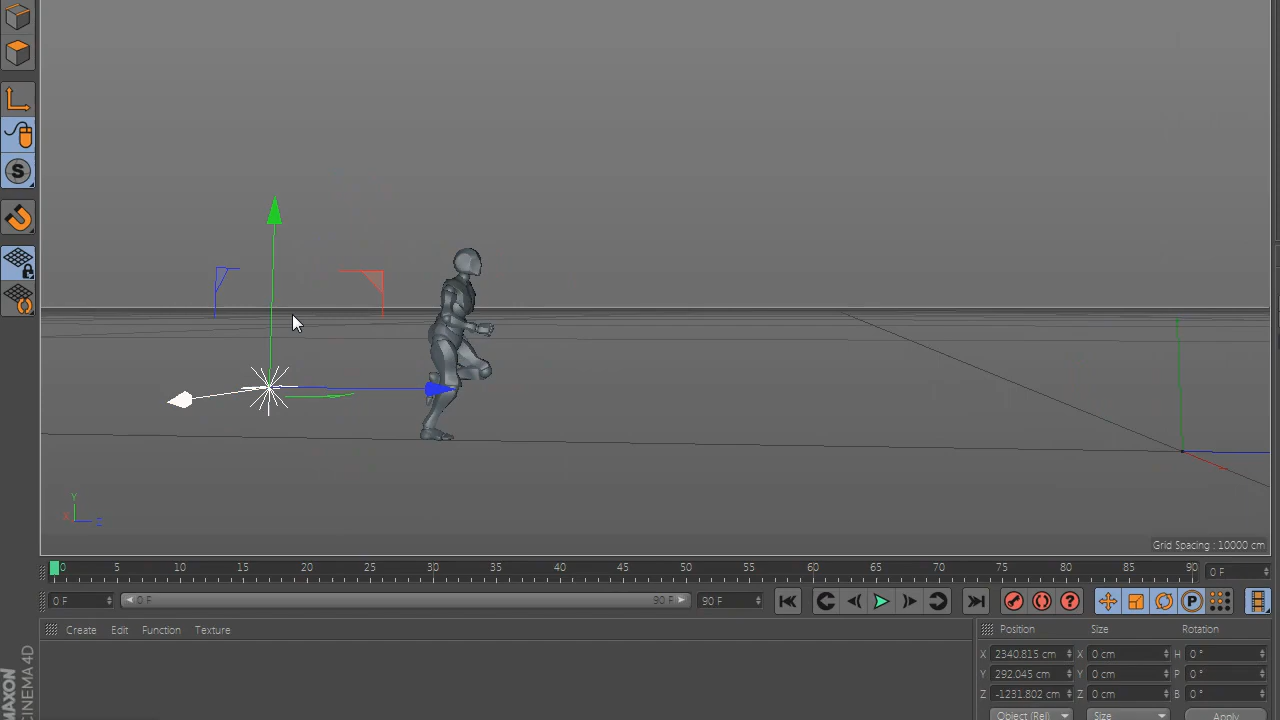 S
Y
X Z
Grid Spacing : 10000 cm
0 5 10 15 20 25 30 35 40 45 50 55 60 65 70 75 80 85 90 0 F
0 F 0 F 90 F 90 F P
Create Edit Function Texture
Position Size Rotation
X 2340.815 cm X 0 cm H 0 °
Y 292.045 cm Y 0 cm P 0 °
Z -1231.802 cm Z 0 cm B 0 °
Object (Rel) Size Apply
MAXON
CINEMA 4D